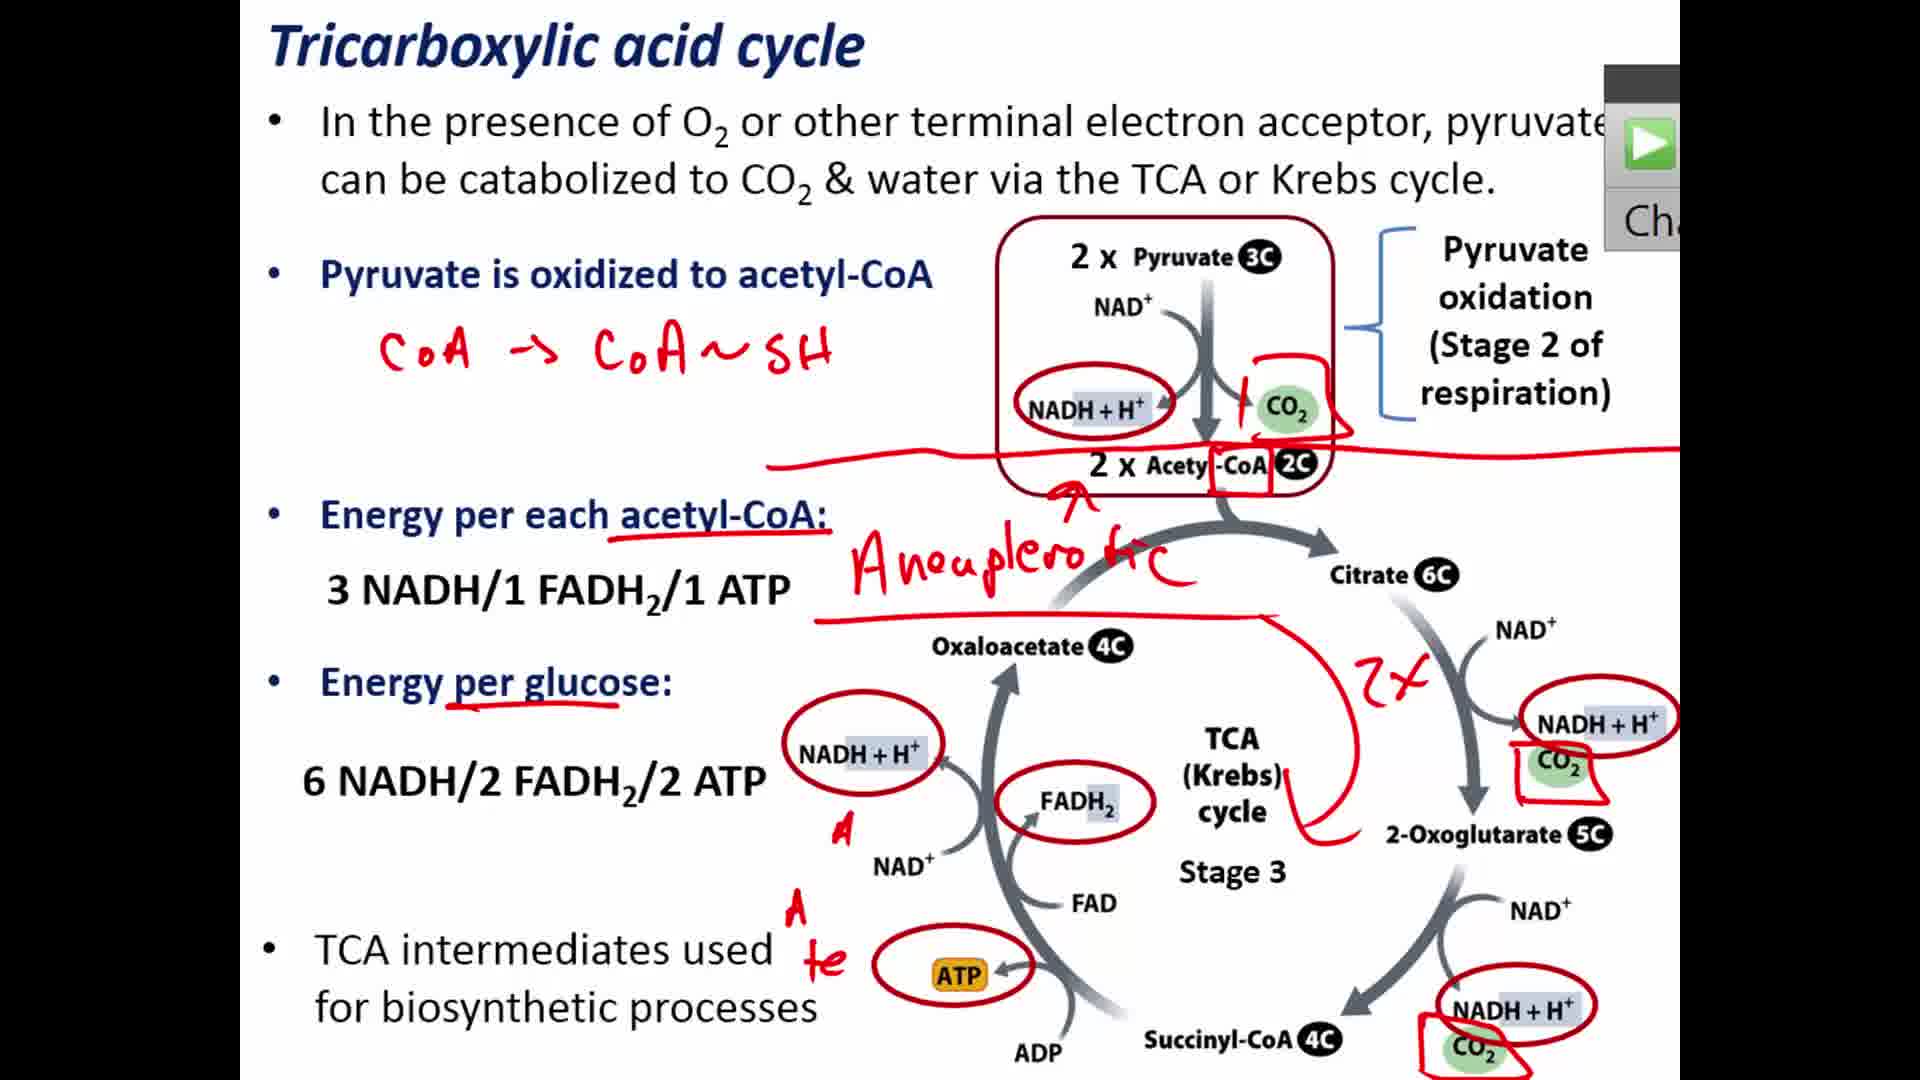 Tricarboxylic acid cycle
• In the presence of O₂ or other terminal electron acceptor, pyruvate
can be catabolized to CO₂ & water via the TCA or Krebs cycle.
• Pyruvate is oxidized to acetyl-CoA
CoA → CoA ~ SH
• Energy per each acetyl-CoA:
3 NADH/1 FADH₂/1 ATP
• Energy per glucose:
6 NADH/2 FADH₂/2 ATP
• TCA intermediates used
for biosynthetic processes
2 x Pyruvate 3C
NAD⁺
NADH + H⁺
CO₂
2 x Acety -CoA 2C
Pyruvate
oxidation
(Stage 2 of
respiration)
Cha
Aneaplerotic
Citrate 6C
NAD⁺
NADH + H⁺
CO₂
2x
2-Oxoglutarate 5C
NAD⁺
NADH + H⁺
CO₂
Succinyl-CoA 4C
ADP
ATP
FAD
FADH₂
NAD⁺
NADH + H⁺
Oxaloacetate 4C
TCA
(Krebs)
cycle
Stage 3
A
A
te